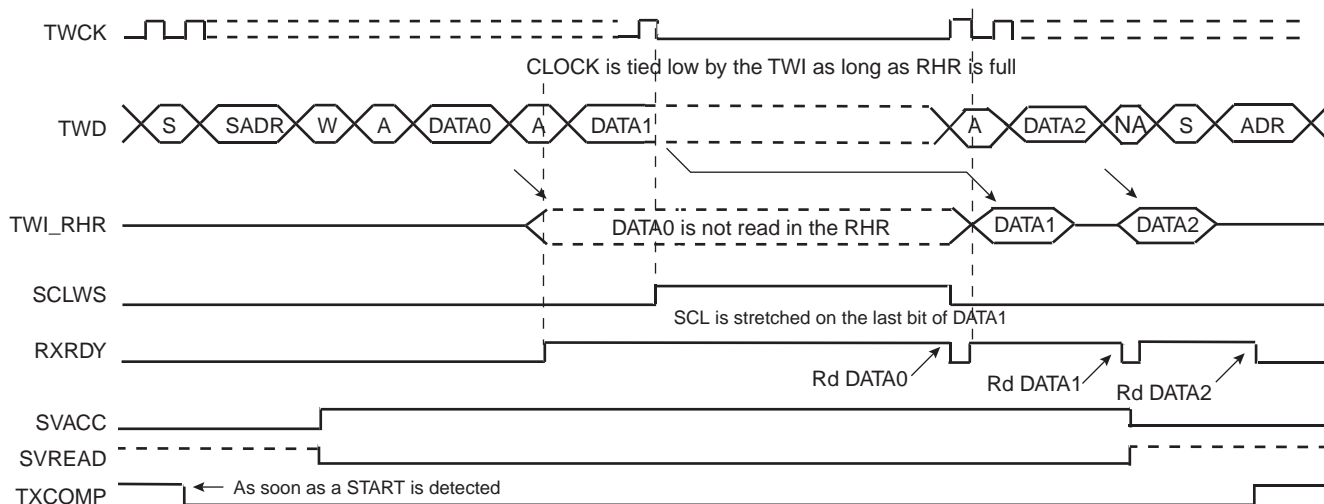 TWCK
CLOCK is tied low by the TWI as long as RHR is full
TWD S SADR W A DATA0 A DATA1 A DATA2 NA S ADR
TWI_RHR DATA0 is not read in the RHR DATA1 DATA2
SCLWS
SCL is stretched on the last bit of DATA1
RXRDY
Rd DATA0 Rd DATA1 Rd DATA2
SVACC
SVREAD
TXCOMP As soon as a START is detected